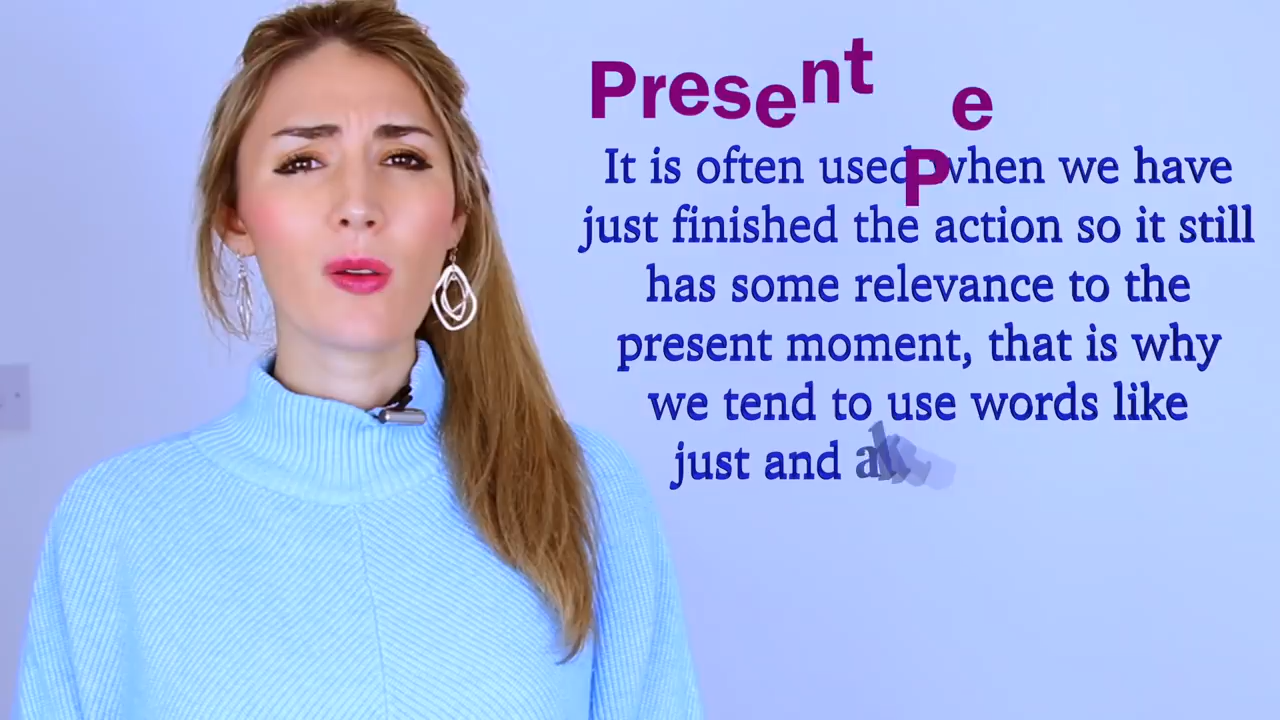 Present
It is often used when we have
just finished the action so it still
has some relevance to the
present moment, that is why
we tend to use words like
just and